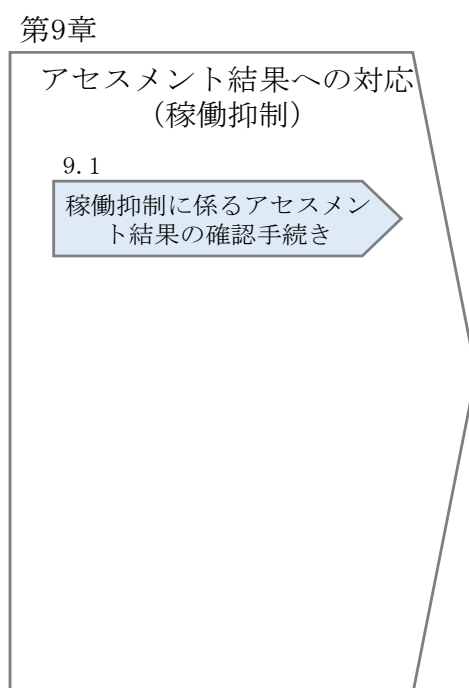 第9章
アセスメント結果への対応
(稼働抑制)
9.1
稼働抑制に係るアセスメン
ト結果の確認手続き